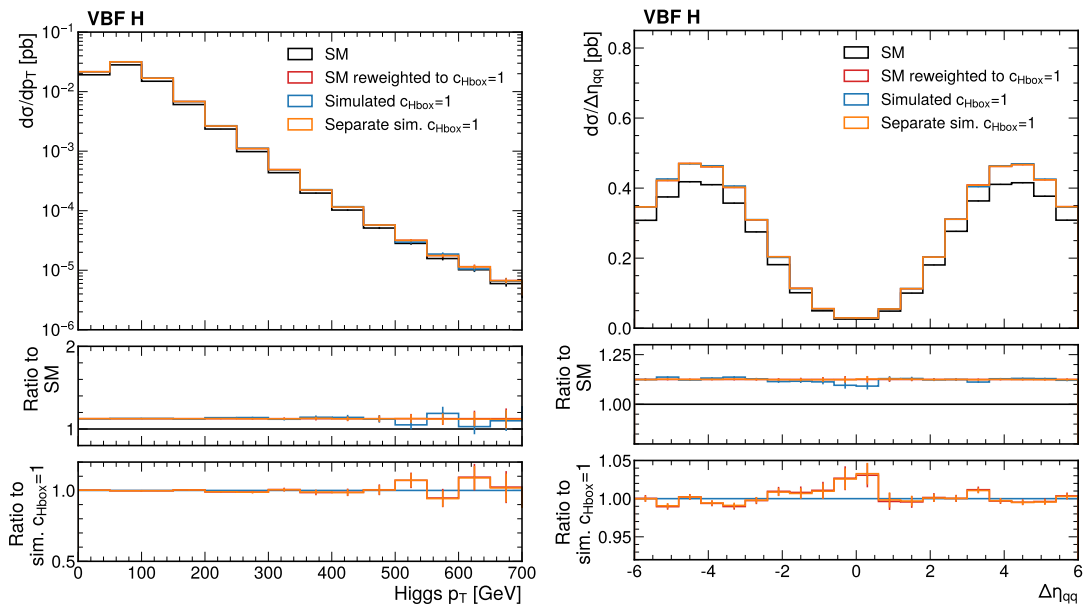 VBF H
dσ/dp_T [pb]
10⁻¹
10⁻²
10⁻³
10⁻⁴
10⁻⁵
10⁻⁶
SM
SM reweighted to c_Hbox=1
Simulated c_Hbox=1
Separate sim. c_Hbox=1
Ratio to
SM
2
1
Ratio to
sim. c_Hbox=1
1.0
0.5
0 100 200 300 400 500 600 700
Higgs p_T [GeV]
VBF H
dσ/Δη_qq [pb]
0.8
0.6
0.4
0.2
0.0
SM
SM reweighted to c_Hbox=1
Simulated c_Hbox=1
Separate sim. c_Hbox=1
Ratio to
SM
1.25
1.00
Ratio to
sim. c_Hbox=1
1.05
1.00
0.95
-6 -4 -2 0 2 4 6
Δη_qq